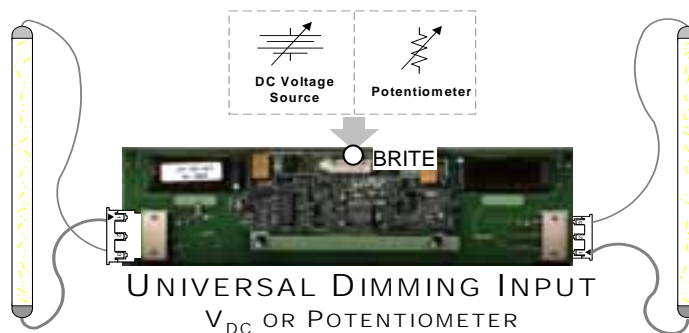 DC Voltage
Source
Potentiometer
BRITE
UNIVERSAL DIMMING INPUT
VDC OR POTENTIOMETER